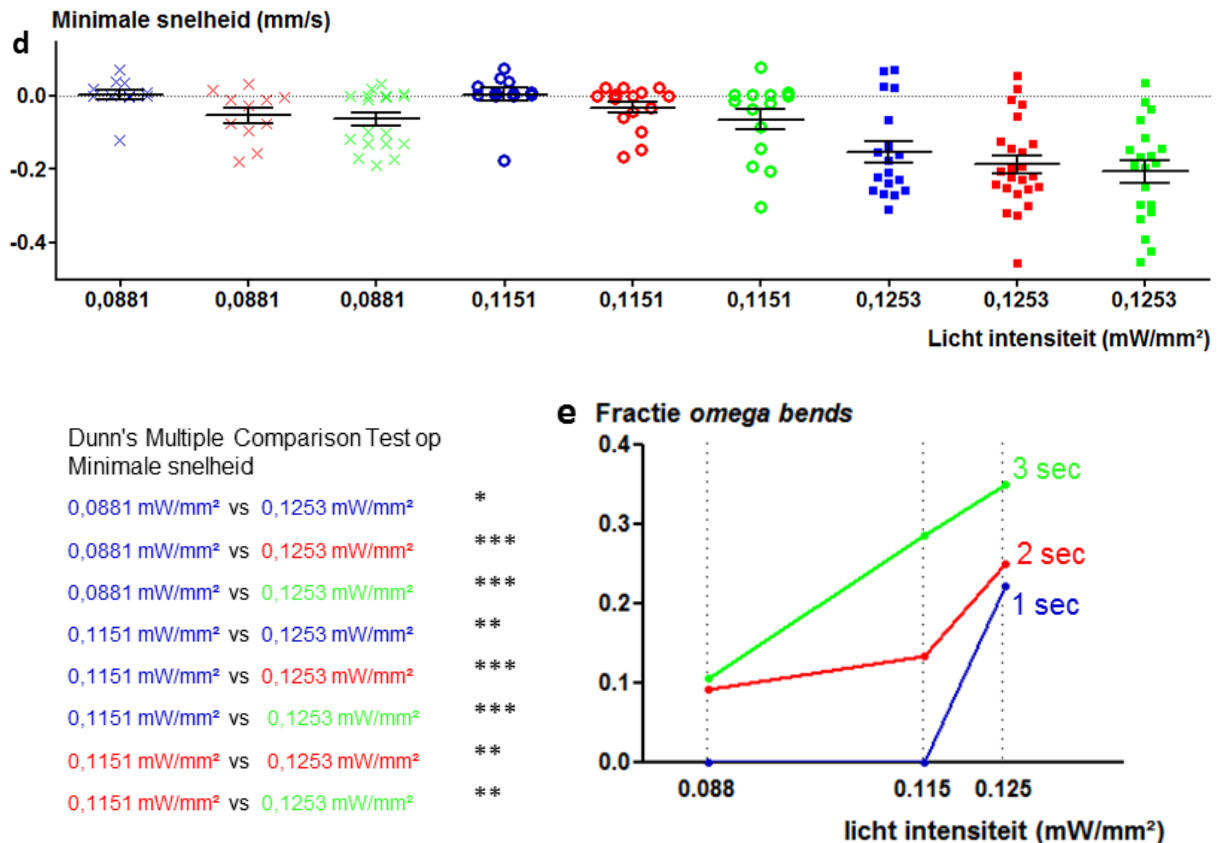 Minimale snelheid (mm/s)
d
0.0
-0.2
-0.4
0,0881 0,0881 0,0881 0,1151 0,1151 0,1151 0,1253 0,1253 0,1253
Licht intensiteit (mW/mm²)
Dunn's Multiple Comparison Test op
Minimale snelheid
0,0881 mW/mm² vs 0,1253 mW/mm² *
0,0881 mW/mm² vs 0,1253 mW/mm² ***
0,0881 mW/mm² vs 0,1253 mW/mm² ***
0,1151 mW/mm² vs 0,1253 mW/mm² **
0,1151 mW/mm² vs 0,1253 mW/mm² ***
0,1151 mW/mm² vs 0,1253 mW/mm² ***
0,1151 mW/mm² vs 0,1253 mW/mm² **
0,1151 mW/mm² vs 0,1253 mW/mm² **
e Fractie omega bends
0.4
0.3
0.2
0.1
0.0
3 sec
2 sec
1 sec
0.088 0.115 0.125
licht intensiteit (mW/mm²)